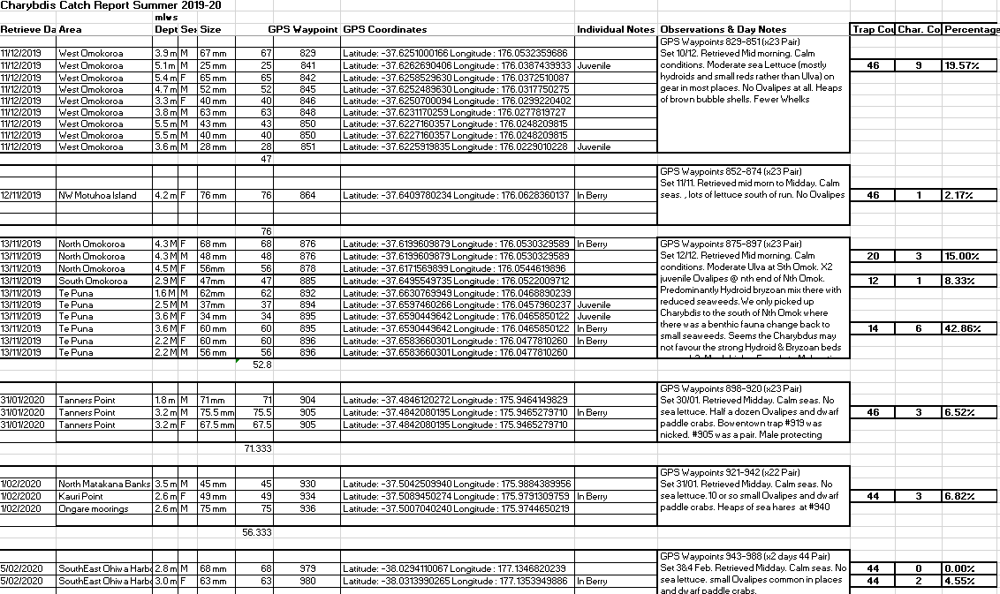 Charybdis Catch Report Summer 2019-20
mlws
Retrieve Da Area Dept Sex Size GPS Waypoint GPS Coordinates Individual Notes Observations & Day Notes Trap Cou Char. Co Percentage
GPS Waypoints 829-851 (x23 Pair)
11/12/2019 West Omokoroa 3.9 m M 67 mm 67 829 Latitude: -37.6251000166 Longitude : 176.0532359686 Set 10/12. Retrieved Mid morning. Calm
11/12/2019 West Omokoroa 5.1 m M 25 mm 25 841 Latitude: -37.6262690406 Longitude : 176.0387439933 Juvenile conditions. Moderate sea Lettuce (mostly 46 9 19.57%
11/12/2019 West Omokoroa 5.4 m F 65 mm 65 842 Latitude: -37.6258529630 Longitude : 176.0372510087 hydroids and small reds rather than Ulva) on
11/12/2019 West Omokoroa 4.7 m M 52 mm 52 845 Latitude: -37.6252489630 Longitude : 176.0317750275 gear in most places. No Ovalipes at all. Heaps
11/12/2019 West Omokoroa 3.3 m F 40 mm 40 846 Latitude: -37.6250700094 Longitude : 176.0299220402 of brown bubble shells. Fewer Whelks
11/12/2019 West Omokoroa 3.8 m M 63 mm 63 848 Latitude: -37.6231170259 Longitude : 176.0277819727
11/12/2019 West Omokoroa 5.5 m M 43 mm 43 850 Latitude: -37.6227160357 Longitude : 176.0248209815
11/12/2019 West Omokoroa 5.5 m M 40 mm 40 850 Latitude: -37.6227160357 Longitude : 176.0248209815
11/12/2019 West Omokoroa 3.6 m M 28 mm 28 851 Latitude: -37.6225919835 Longitude : 176.0229010228 Juvenile
47
GPS Waypoints 852-874 (x23 Pair)
Set 11/11. Retrieved mid morn to Midday. Calm
12/11/2019 NW Motuhoa Island 4.2 m F 76 mm 76 864 Latitude: -37.6409780234 Longitude : 176.0628360137 In Berry seas. , lots of lettuce south of run. No Ovalipes 46 1 2.17%
76
13/11/2019 North Omokoroa 4.3 M F 68 mm 68 876 Latitude: -37.6199609879 Longitude : 176.0530329589 In Berry GPS Waypoints 875-897 (x23 Pair)
13/11/2019 North Omokoroa 4.3 M M 48 mm 48 876 Latitude: -37.6199609879 Longitude : 176.0530329589 Set 12/12. Retrieved Mid morning. Calm 20 3 15.00%
13/11/2019 North Omokoroa 4.5 M F 56mm 56 878 Latitude: -37.6171569899 Longitude : 176.0544619896 conditions. Moderate Ulva at Sth Omok. X2
13/11/2019 South Omokoroa 2.9 M F 47mm 47 885 Latitude: -37.6495549735 Longitude : 176.0522009712 juvenile Ovalipes @ nth end of Nth Omok. 12 1 8.33%
13/11/2019 Te Puna 1.6 M M 62mm 62 892 Latitude: -37.6630769949 Longitude : 176.0468890239 Predominantly Hydroid bryzoan mix there with
13/11/2019 Te Puna 2.5 M M 37mm 37 894 Latitude: -37.6597460266 Longitude : 176.0457960237 Juvenile reduced seaweeds. We only picked up
13/11/2019 Te Puna 3.6 M F 34 mm 34 895 Latitude: -37.6590449642 Longitude : 176.0465850122 Juvenile Charybdis to the south of Nth Omok where
13/11/2019 Te Puna 3.6 M F 60 mm 60 895 Latitude: -37.6590449642 Longitude : 176.0465850122 In Berry there was a benthic fauna change back to 14 6 42.86%
13/11/2019 Te Puna 2.2 M F 60 mm 60 896 Latitude: -37.6583660301 Longitude : 176.0477810260 In Berry small seaweeds. Seems the Charybdus may
13/11/2019 Te Puna 2.2 M M 56 mm 56 896 Latitude: -37.6583660301 Longitude : 176.0477810260 not favour the strong Hydroid & Bryzoan beds
52.8
GPS Waypoints 898-920 (x23 Pair)
31/01/2020 Tanners Point 1.8 m M 71 mm 71 904 Latitude: -37.4846120272 Longitude : 175.9464149829 Set 30/01. Retrieved Midday. Calm seas. No
31/01/2020 Tanners Point 3.2 m M 75.5 mm 75.5 905 Latitude: -37.4842080195 Longitude : 175.9465279710 In Berry sea lettuce. Half a dozen Ovalipes and dwarf 46 3 6.52%
31/01/2020 Tanners Point 3.2 m F 67.5 mm 67.5 905 Latitude: -37.4842080195 Longitude : 175.9465279710 paddle crabs. Bowentown trap #919 was
nicked. #905 was a pair. Male protecting
71.333
GPS Waypoints 921-942 (x22 Pair)
1/02/2020 North Matakana Banks 3.5 m M 45 mm 45 930 Latitude: -37.5042509940 Longitude : 175.9884389956 Set 31/01. Retrieved Midday. Calm seas. No
1/02/2020 Kauri Point 2.6 m F 49 mm 49 934 Latitude: -37.5089450274 Longitude : 175.9791309759 In Berry sea lettuce.10 or so small Ovalipes and dwarf 44 3 6.82%
1/02/2020 Ongare moorings 2.6 m M 75 mm 75 936 Latitude: -37.5007040240 Longitude : 175.9744650219 paddle crabs. Heaps of sea hares at #940
56.333
GPS Waypoints 943-988 (x2 days 44 Pair)
5/02/2020 SouthEast Ohiwa Harbo 2.8 m M 68 mm 68 979 Latitude: -38.0294110067 Longitude : 177.1346820239 Set 3&4 Feb. Retrieved Midday. Calm seas. No 44 0 0.00%
5/02/2020 SouthEast Ohiwa Harbo 3.0 m F 63 mm 63 980 Latitude: -38.0313990265 Longitude : 177.1353949886 In Berry sea lettuce. small Ovalipes common in places 44 2 4.55%
and dwarf paddle crabs.